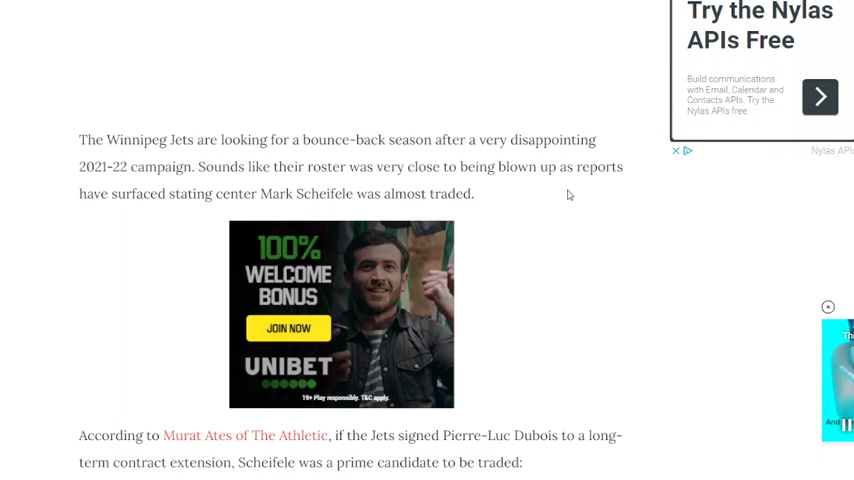 Try the Nylas
APIs Free
Build communications
with Email, Calendar and
Contacts APIs. Try the
Nylas APIs free.
The Winnipeg Jets are looking for a bounce-back season after a very disappointing
2021-22 campaign. Sounds like their roster was very close to being blown up as reports
have surfaced stating center Mark Scheifele was almost traded.
100%
WELCOME
BONUS
JOIN NOW
UNIBET
19+ Play responsibly. T&C apply.
And
According to Murat Ates of The Athletic, if the Jets signed Pierre-Luc Dubois to a long-
term contract extension, Scheifele was a prime candidate to be traded: